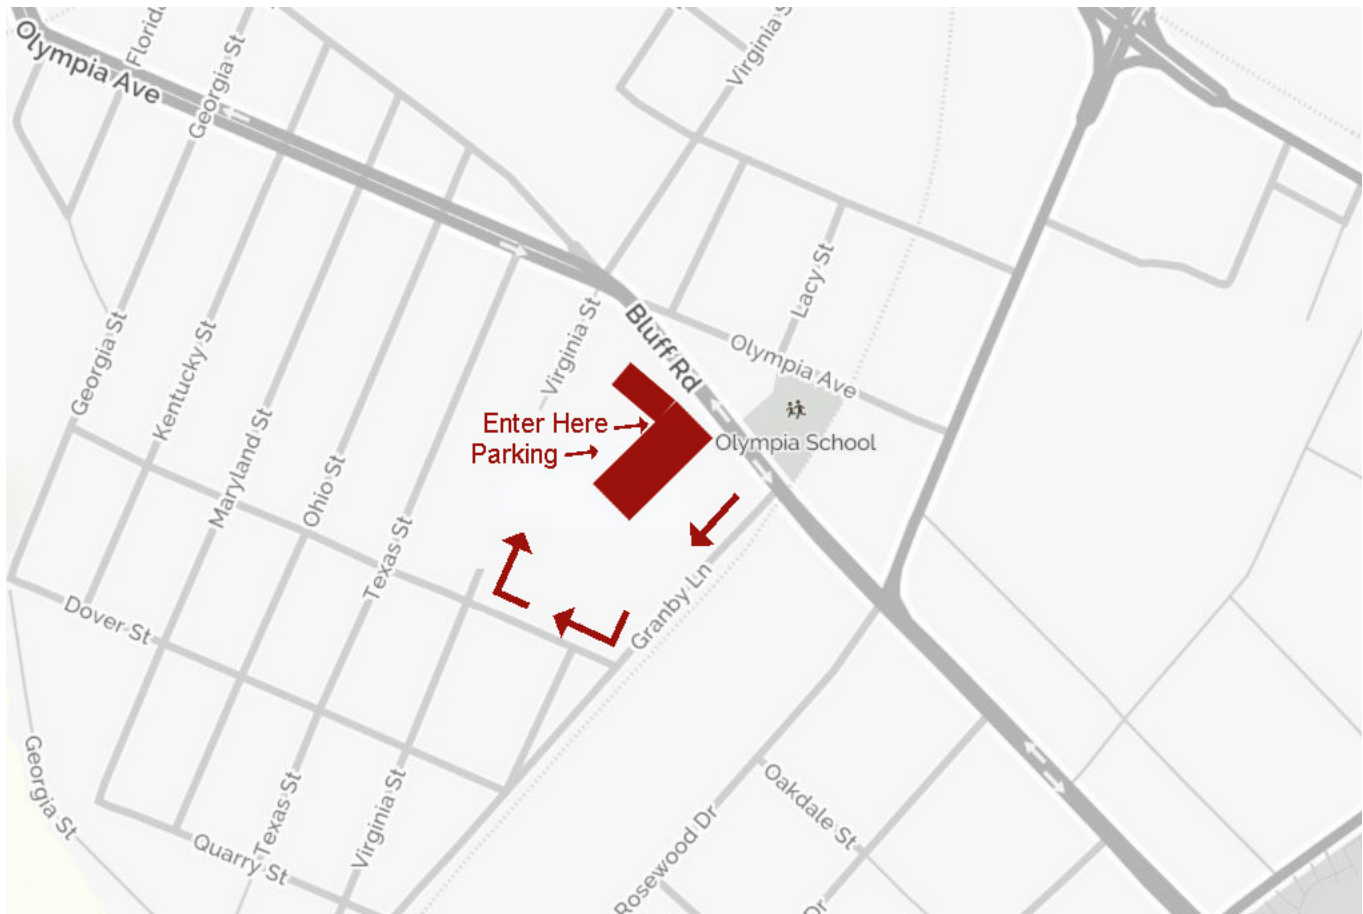 Olympia Ave
Florida
Georgia St
Virginia S
Lacy St
Georgia St
Kentucky St
Virginia St
Bluff Rd
Olympia Ave
Enter Here
Parking
Olympia School
Maryland St
Ohio St
Texas St
Granby Ln
Dover St
Georgia St
Texas St
Virginia St
Quarry St
Oakdale St
Rosewood Dr
Dr